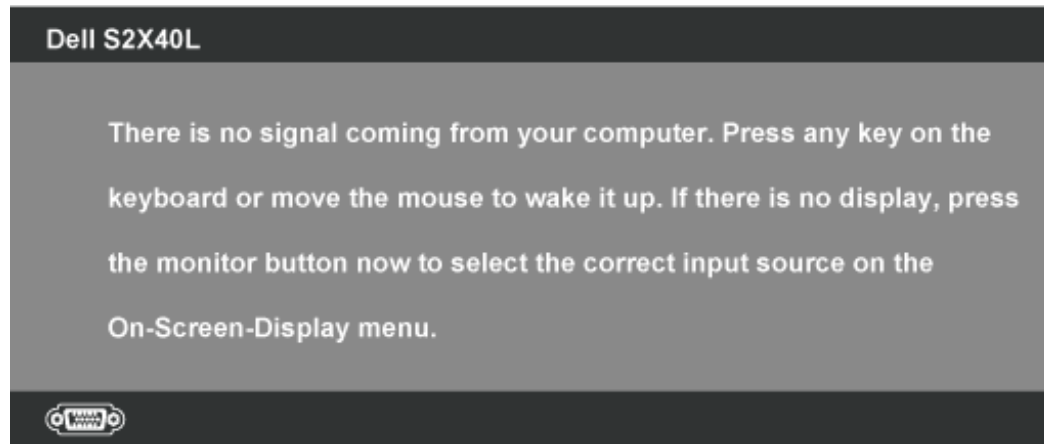 Dell S2X40L
There is no signal coming from your computer. Press any key on the
keyboard or move the mouse to wake it up. If there is no display, press
the monitor button now to select the correct input source on the
On-Screen-Display menu.